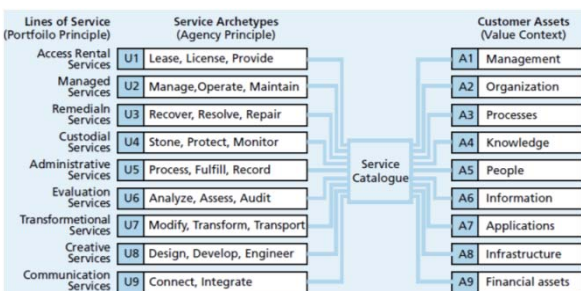 Lines of Service
(Portfoilo Principle)
Service Archetypes
(Agency Principle)
Customer Assets
(Value Context)
Access Rental
Services
U1 Lease, License, Provide
Managed
Services
U2 Manage,Operate, Maintain
Remedialn
Services
U3 Recover, Resolve, Repair
Custodial
Services
U4 Stone, Protect, Monitor
Administrative
Services
U5 Process, Fulfill, Record
Evaluation
Services
U6 Analyze, Assess, Audit
Transformetional
Services
U7 Modify, Transform, Transport
Creative
Services
U8 Design, Develop, Engineer
Communication
Services
U9 Connect, Integrate
Service
Catalogue
A1 Management
A2 Organization
A3 Processes
A4 Knowledge
A5 People
A6 Information
A7 Applications
A8 Infrastructure
A9 Financial assets